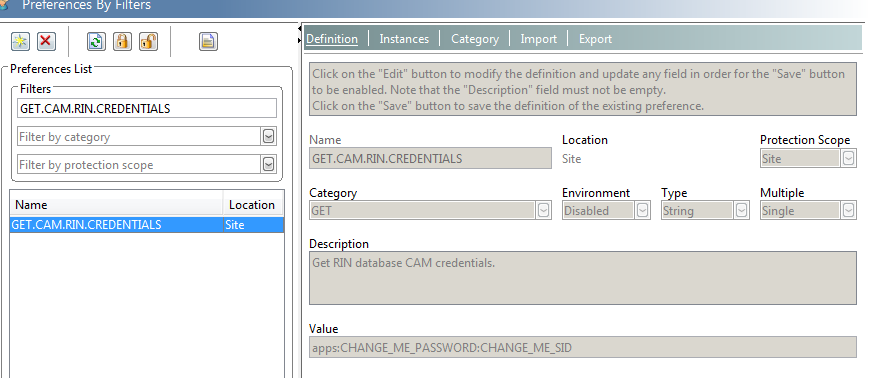 Preferences By Filters
Definition
Instances
Category
Import
Export
Preferences List
Filters
GET.CAM.RIN.CREDENTIALS
Filter by category
Filter by protection scope
Name Location
GET.CAM.RIN.CREDENTIALS Site
Click on the "Edit" button to modify the definition and update any field in order for the "Save" button
to be enabled. Note that the "Description" field must not be empty.
Click on the "Save" button to save the definition of the existing preference.
Name Location Protection Scope
GET.CAM.RIN.CREDENTIALS Site Site
Category Environment Type Multiple
GET Disabled String Single
Description
Get RIN database CAM credentials.
Value
apps:CHANGE_ME_PASSWORD:CHANGE_ME_SID